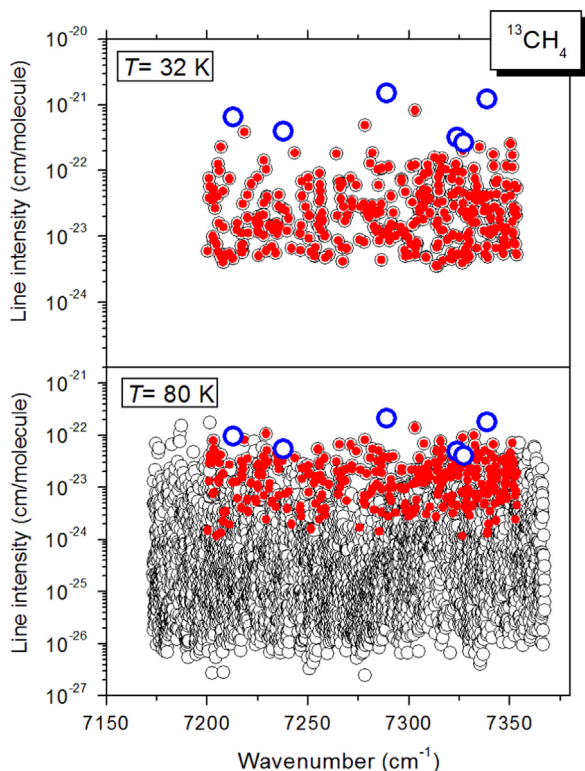 ¹³CH₄
T= 32 K
Line intensity (cm/molecule)
10⁻²⁰
10⁻²¹
10⁻²²
10⁻²³
10⁻²⁴
T= 80 K
Line intensity (cm/molecule)
10⁻²¹
10⁻²²
10⁻²³
10⁻²⁴
10⁻²⁵
10⁻²⁶
10⁻²⁷
7150 7200 7250 7300 7350
Wavenumber (cm⁻¹)